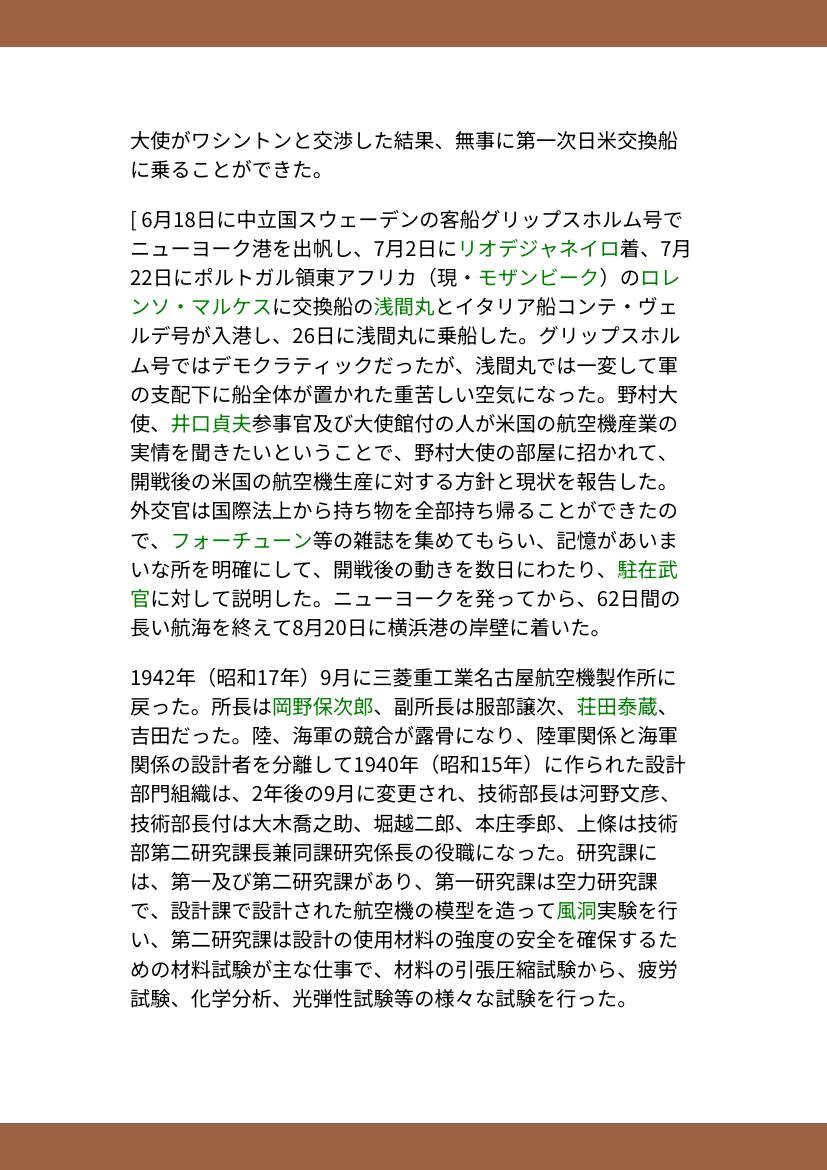 大使がワシントンと交渉した結果、無事に第一次日米交換船
に乗ることができた。
[ 6月18日に中立国スウェーデンの客船グリップスホルム号で
ニューヨーク港を出帆し、7月2日にリオデジャネイロ着、7月
22日にポルトガル領東アフリカ（現・モザンビーク）のロレ
ンソ・マルケスに交換船の浅間丸とイタリア船コンテ・ヴェ
ルデ号が入港し、26日に浅間丸に乗船した。グリップスホル
ム号ではデモクラティックだったが、浅間丸では一変して軍
の支配下に船全体が置かれた重苦しい空気になった。野村大
使、井口貞夫参事官及び大使館付の人が米国の航空機産業の
実情を聞きたいということで、野村大使の部屋に招かれて、
開戦後の米国の航空機生産に対する方針と現状を報告した。
外交官は国際法上から持ち物を全部持ち帰ることができたの
で、フォーチューン等の雑誌を集めてもらい、記憶があいま
いな所を明確にして、開戦後の動きを数日にわたり、駐在武
官に対して説明した。ニューヨークを発ってから、62日間の
長い航海を終えて8月20日に横浜港の岸壁に着いた。
1942年（昭和17年）9月に三菱重工業名古屋航空機製作所に
戻った。所長は岡野保次郎、副所長は服部譲次、荘田泰蔵、
吉田だった。陸、海軍の競合が露骨になり、陸軍関係と海軍
関係の設計者を分離して1940年（昭和15年）に作られた設計
部門組織は、2年後の9月に変更され、技術部長は河野文彦、
技術部長付は大木喬之助、堀越二郎、本庄季郎、上條は技術
部第二研究課長兼同課研究係長の役職になった。研究課に
は、第一及び第二研究課があり、第一研究課は空力研究課
で、設計課で設計された航空機の模型を造って風洞実験を行
い、第二研究課は設計の使用材料の強度の安全を確保するた
めの材料試験が主な仕事で、材料の引張圧縮試験から、疲労
試験、化学分析、光弾性試験等の様々な試験を行った。